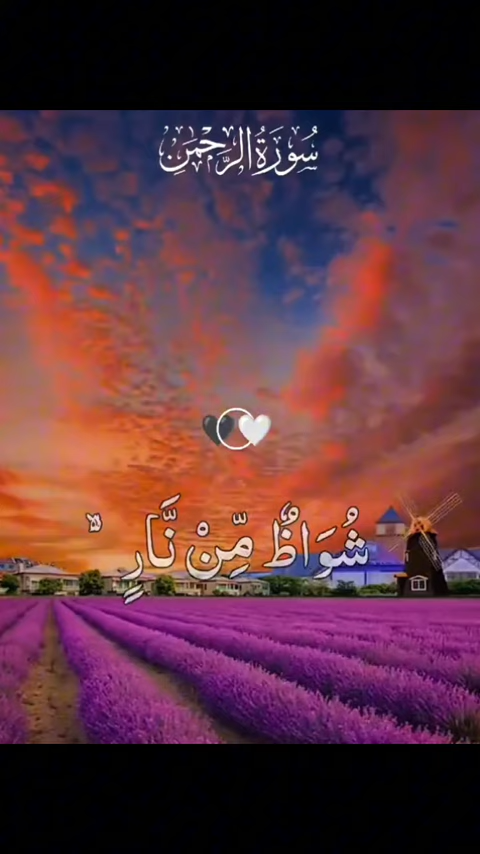 سُورَةُ الرَّحْمَٰنِ
شُوَاظٌ مِّنْ نَّارٍ ۙ